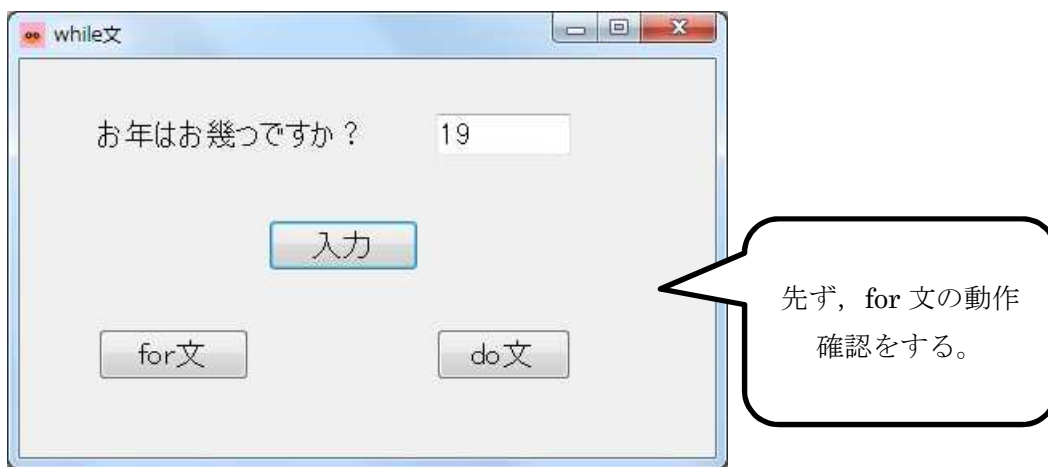 while文
お年はお幾つですか？ 19
入力
for文 do文
先ず，for 文の動作
確認をする。